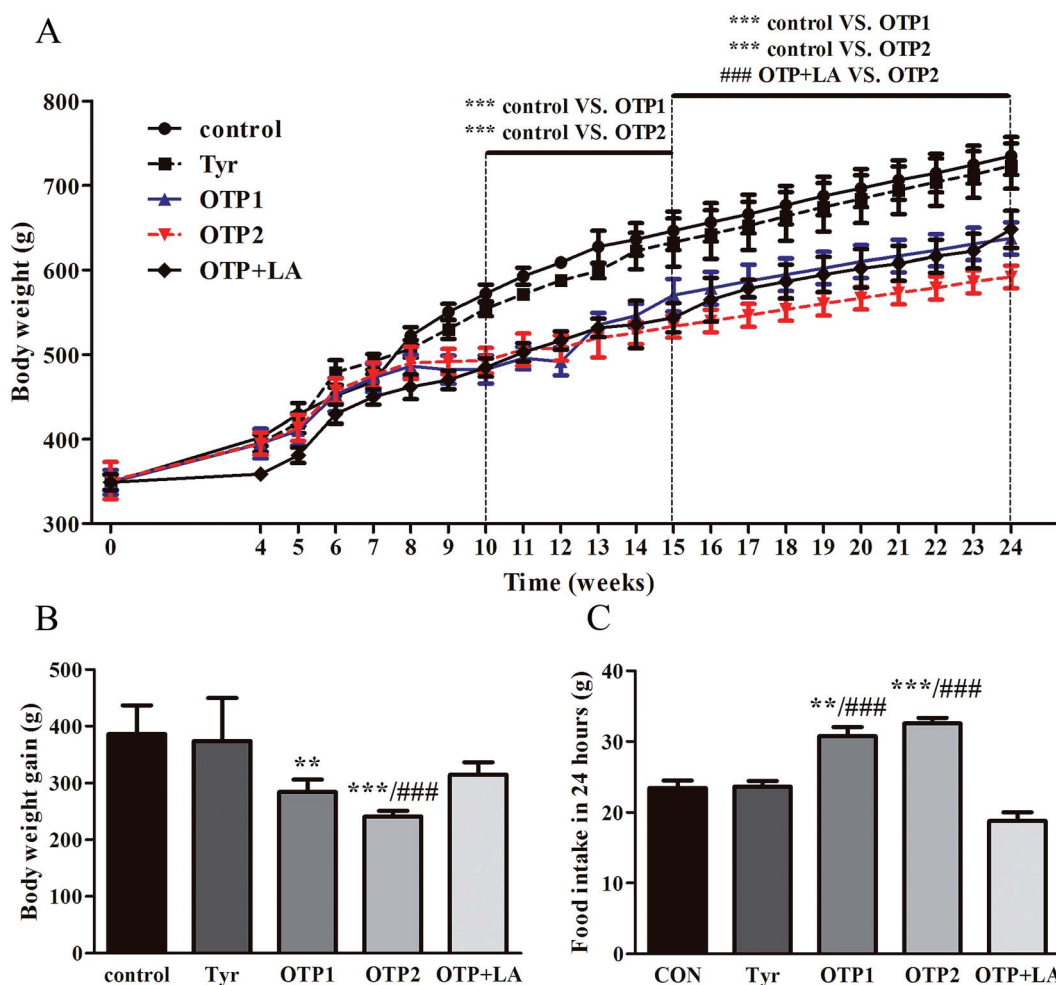 A
*** control VS. OTP1
*** control VS. OTP2
### OTP+LA VS. OTP2
*** control VS. OTP1
*** control VS. OTP2
800
700
600
500
400
300
Body weight (g)
control
Tyr
OTP1
OTP2
OTP+LA
0 4 5 6 7 8 9 10 11 12 13 14 15 16 17 18 19 20 21 22 23 24
Time (weeks)
B
500
400
300
200
100
0
Body weight gain (g)
**
***/###
control Tyr OTP1 OTP2 OTP+LA
C
40
30
20
10
0
Food intake in 24 hours (g)
**/###
***/###
CON Tyr OTP1 OTP2 OTP+LA